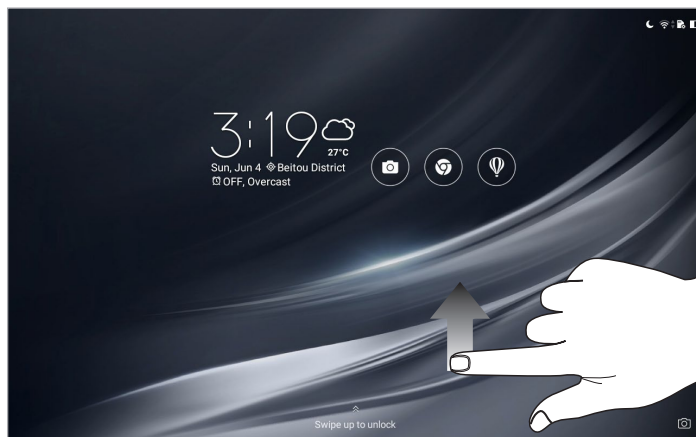 3:19
27°C
Sun, Jun 4 Beitou District
OFF, Overcast
Swipe up to unlock